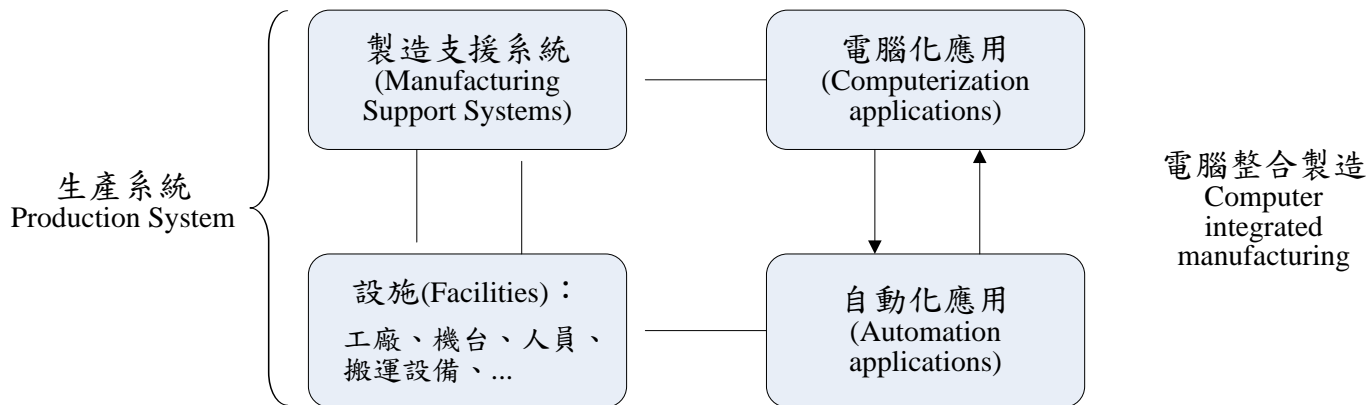 生產系統
Production System
製造支援系統
(Manufacturing
Support Systems)
電腦化應用
(Computerization
applications)
設施(Facilities)：
工廠、機台、人員、
搬運設備、...
自動化應用
(Automation
applications)
電腦整合製造
Computer
integrated
manufacturing